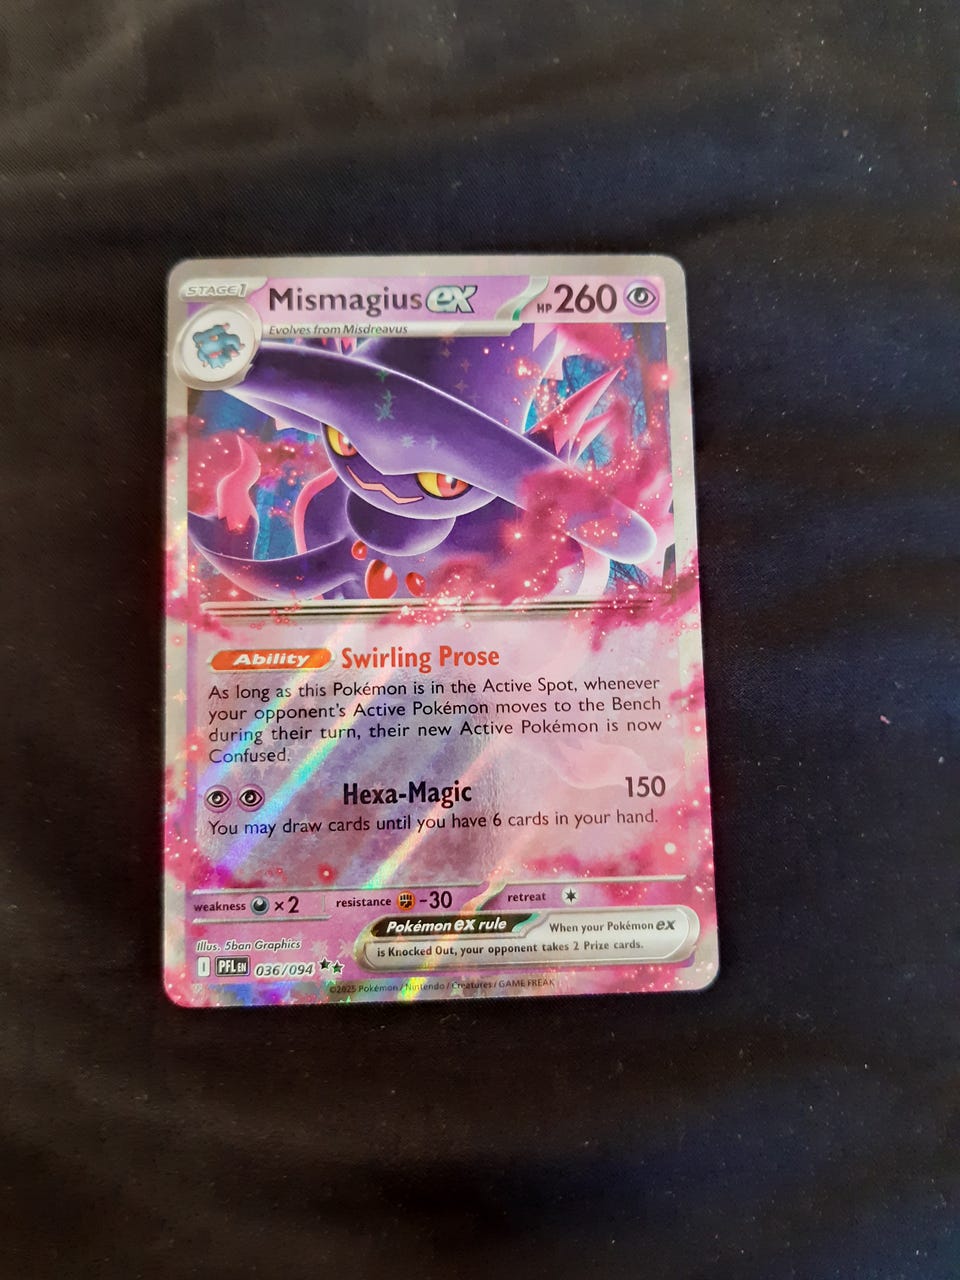 STAGE1 Mismagius ex HP 260
Evolves from Misdreavus
Ability Swirling Prose
As long as this Pokémon is in the Active Spot, whenever
your opponent's Active Pokémon moves to the Bench
during their turn, their new Active Pokémon is now
Confused.
Hexa-Magic 150
You may draw cards until you have 6 cards in your hand.
weakness ×2 resistance -30 retreat
Pokémon ex rule When your Pokémon ex
is Knocked Out, your opponent takes 2 Prize cards.
Illus. 5ban Graphics
I PFL EN 036/094
©2025 Pokémon / Nintendo / Creatures / GAME FREAK